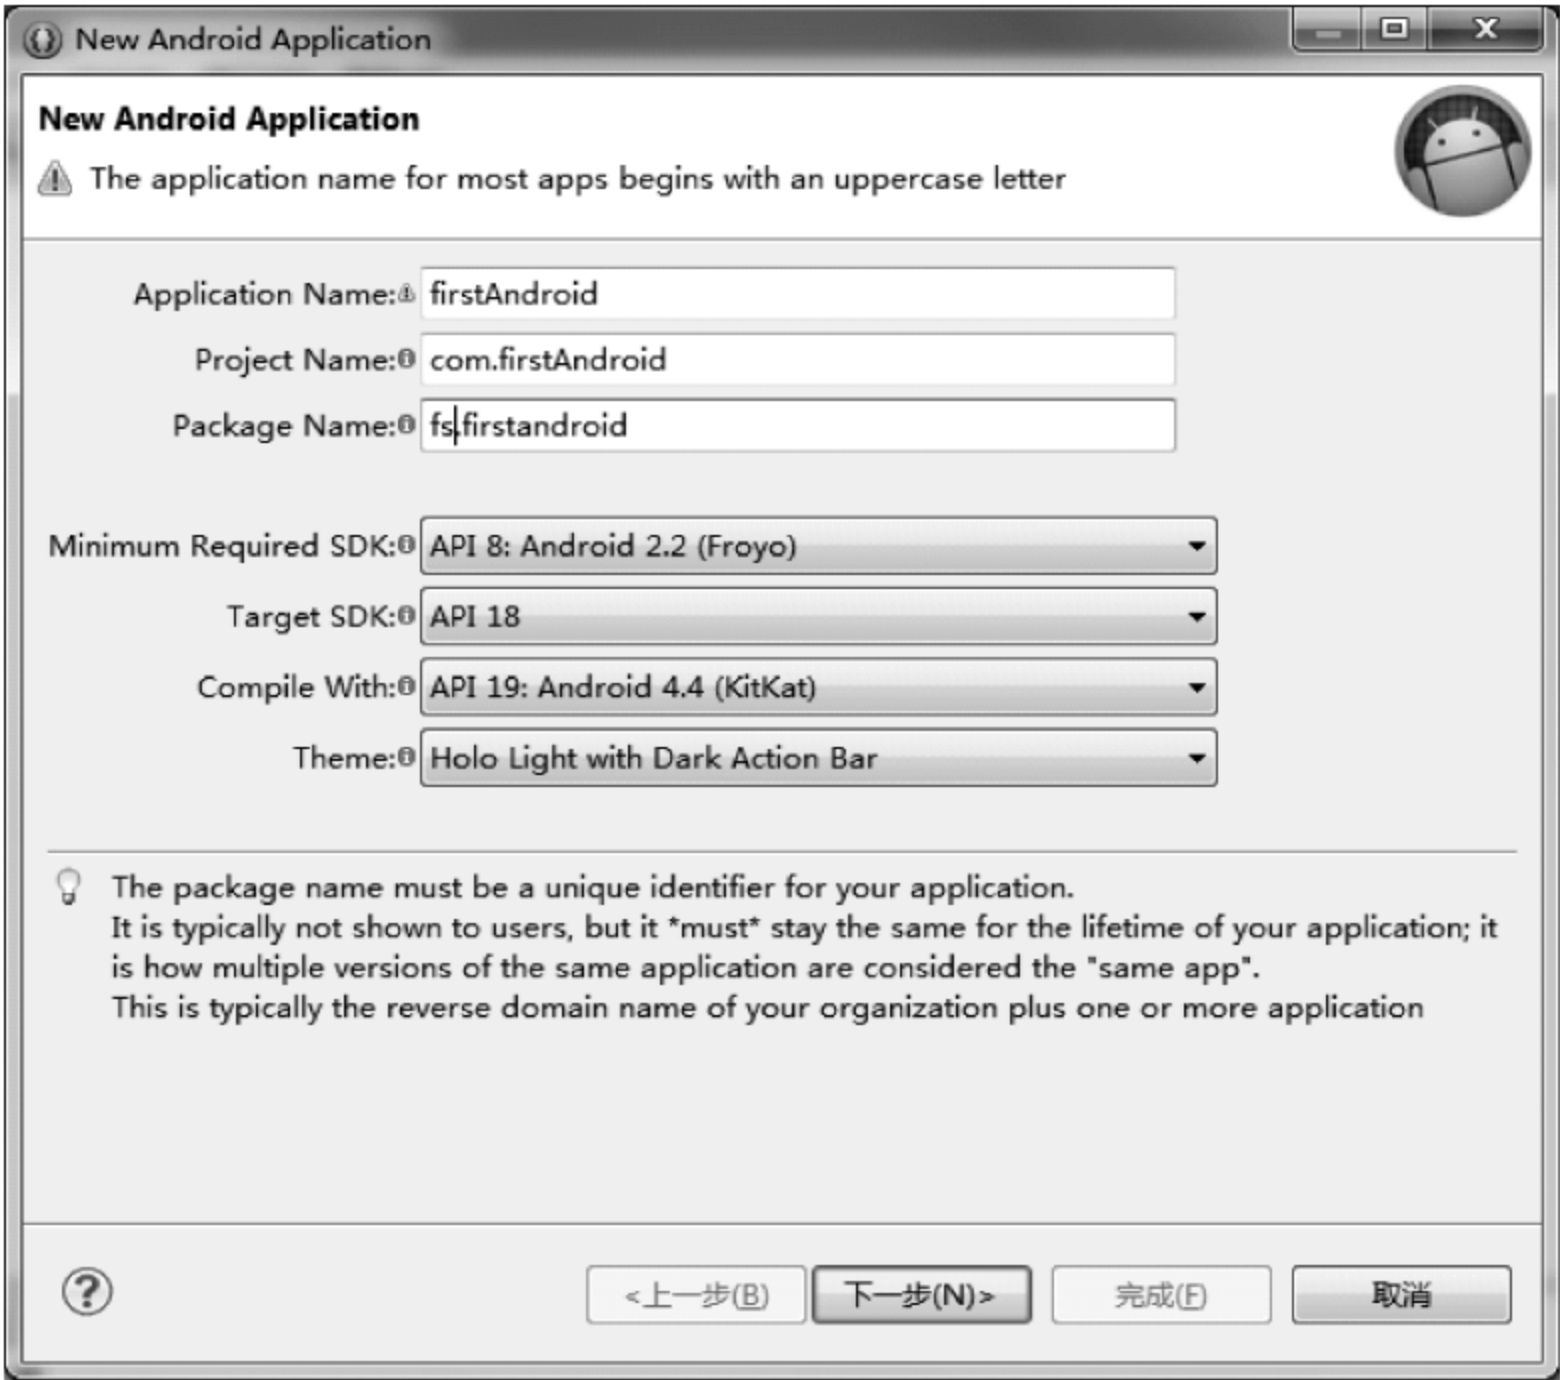 New Android Application
New Android Application
The application name for most apps begins with an uppercase letter
Application Name: firstAndroid
Project Name: com.firstAndroid
Package Name: fs.firstandroid
Minimum Required SDK: API 8: Android 2.2 (Froyo)
Target SDK: API 18
Compile With: API 19: Android 4.4 (KitKat)
Theme: Holo Light with Dark Action Bar
The package name must be a unique identifier for your application.
It is typically not shown to users, but it *must* stay the same for the lifetime of your application; it
is how multiple versions of the same application are considered the "same app".
This is typically the reverse domain name of your organization plus one or more application
<上一步(B) 下一步(N)> 完成(F) 取消